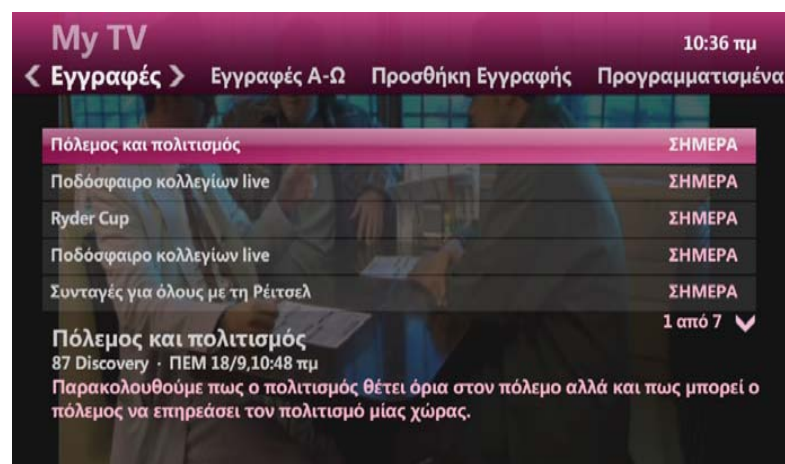 My TV
10:36 πμ
< Εγγραφές > Εγγραφές Α-Ω Προσθήκη Εγγραφής Προγραμματισμένα
Πόλεμος και πολιτισμός ΣΗΜΕΡΑ
Ποδόσφαιρο κολλεγίων live ΣΗΜΕΡΑ
Ryder Cup ΣΗΜΕΡΑ
Ποδόσφαιρο κολλεγίων live ΣΗΜΕΡΑ
Συνταγές για όλους με τη Ρέιτσελ ΣΗΜΕΡΑ
1 από 7
Πόλεμος και πολιτισμός
87 Discovery · ΠΕΜ 18/9,10:48 πμ
Παρακολουθούμε πως ο πολιτισμός θέτει όρια στον πόλεμο αλλά και πως μπορεί ο
πόλεμος να επηρεάσει τον πολιτισμό μίας χώρας.